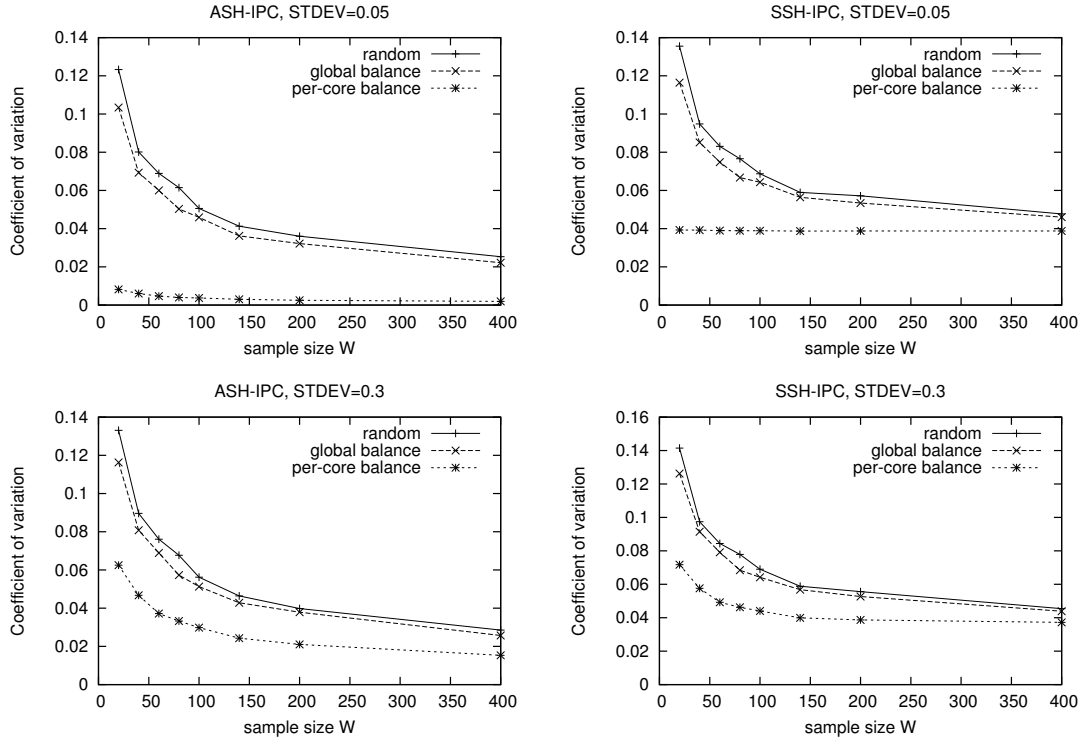 ASH-IPC, STDEV=0.05
Coefficient of variation
0.14
0.12
0.1
0.08
0.06
0.04
0.02
0
random
global balance
per-core balance
0 50 100 150 200 250 300 350 400
sample size W
SSH-IPC, STDEV=0.05
Coefficient of variation
0.14
0.12
0.1
0.08
0.06
0.04
0.02
0
random
global balance
per-core balance
0 50 100 150 200 250 300 350 400
sample size W
ASH-IPC, STDEV=0.3
Coefficient of variation
0.14
0.12
0.1
0.08
0.06
0.04
0.02
0
random
global balance
per-core balance
0 50 100 150 200 250 300 350 400
sample size W
SSH-IPC, STDEV=0.3
Coefficient of variation
0.16
0.14
0.12
0.1
0.08
0.06
0.04
0.02
0
random
global balance
per-core balance
0 50 100 150 200 250 300 350 400
sample size W